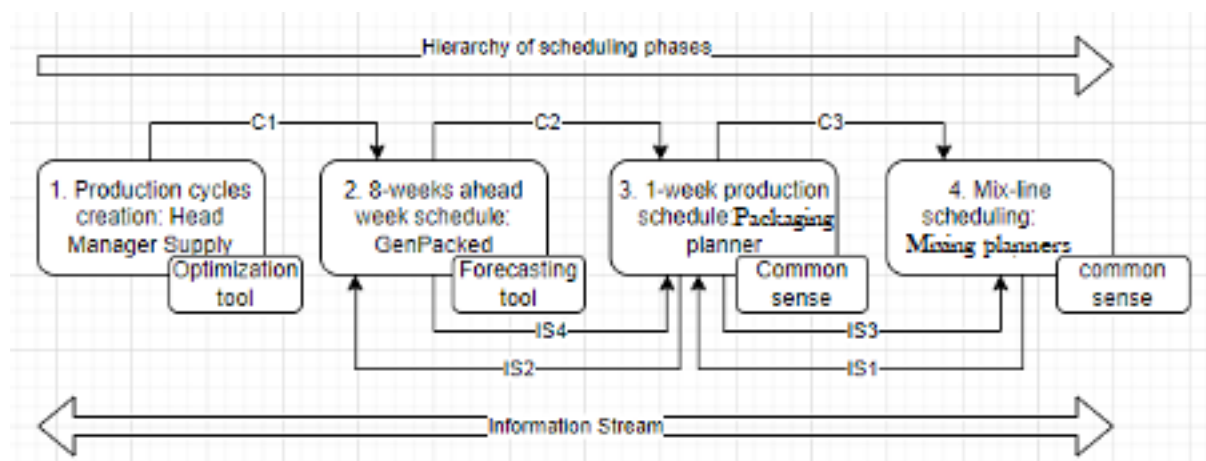 Hierarchy of scheduling phases
C1
C2
C3
1. Production cycles
creation: Head
Manager Supply
Optimization
tool
2. 8-weeks ahead
week schedule:
GenPacked
Forecasting
tool
3. 1-week production
schedule:Packaging
planner
Common
sense
4. Mix-line
scheduling:
Mixing planners
common
sense
IS4
IS3
IS2
IS1
Information Stream